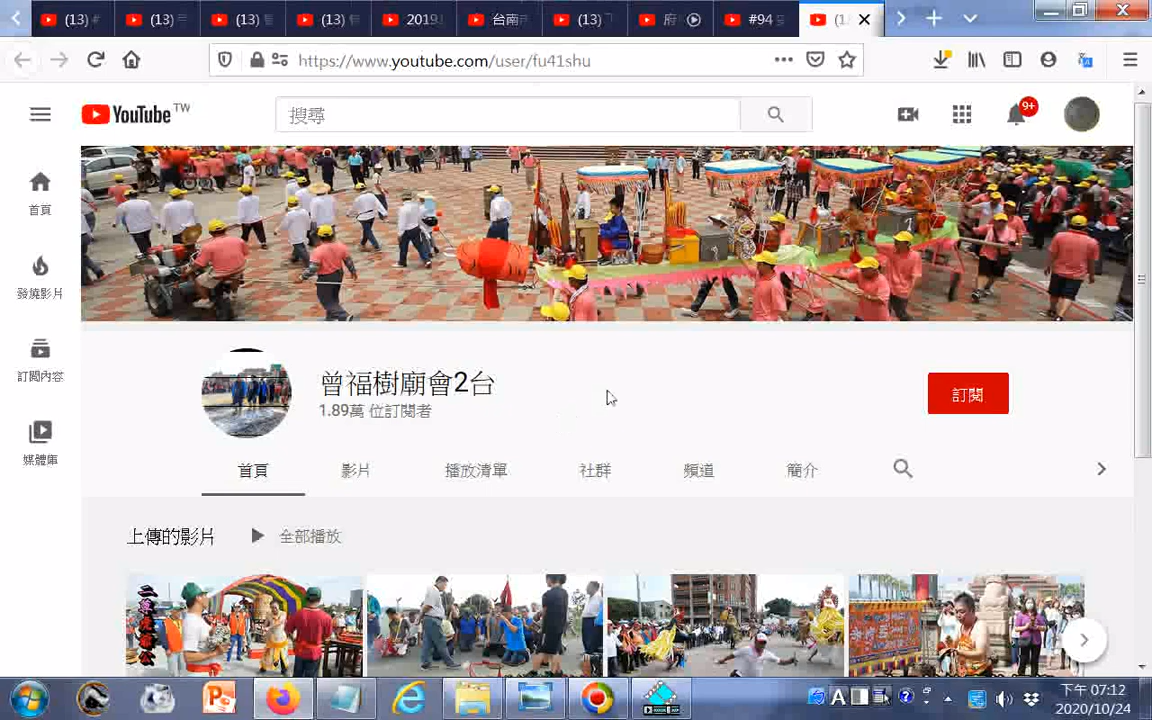 (13)
(13)
(13)
(13)
2019
台南
(13)
府
#94
(1
https://www.youtube.com/user/fu41shu
YouTube TW
搜尋
9+
首頁
發燒影片
訂閱內容
媒體庫
曾福樹廟會2台
1.89萬 位訂閱者
訂閱
首頁
影片
播放清單
社群
頻道
簡介
上傳的影片
全部播放
A
下午 07:12
2020/10/24